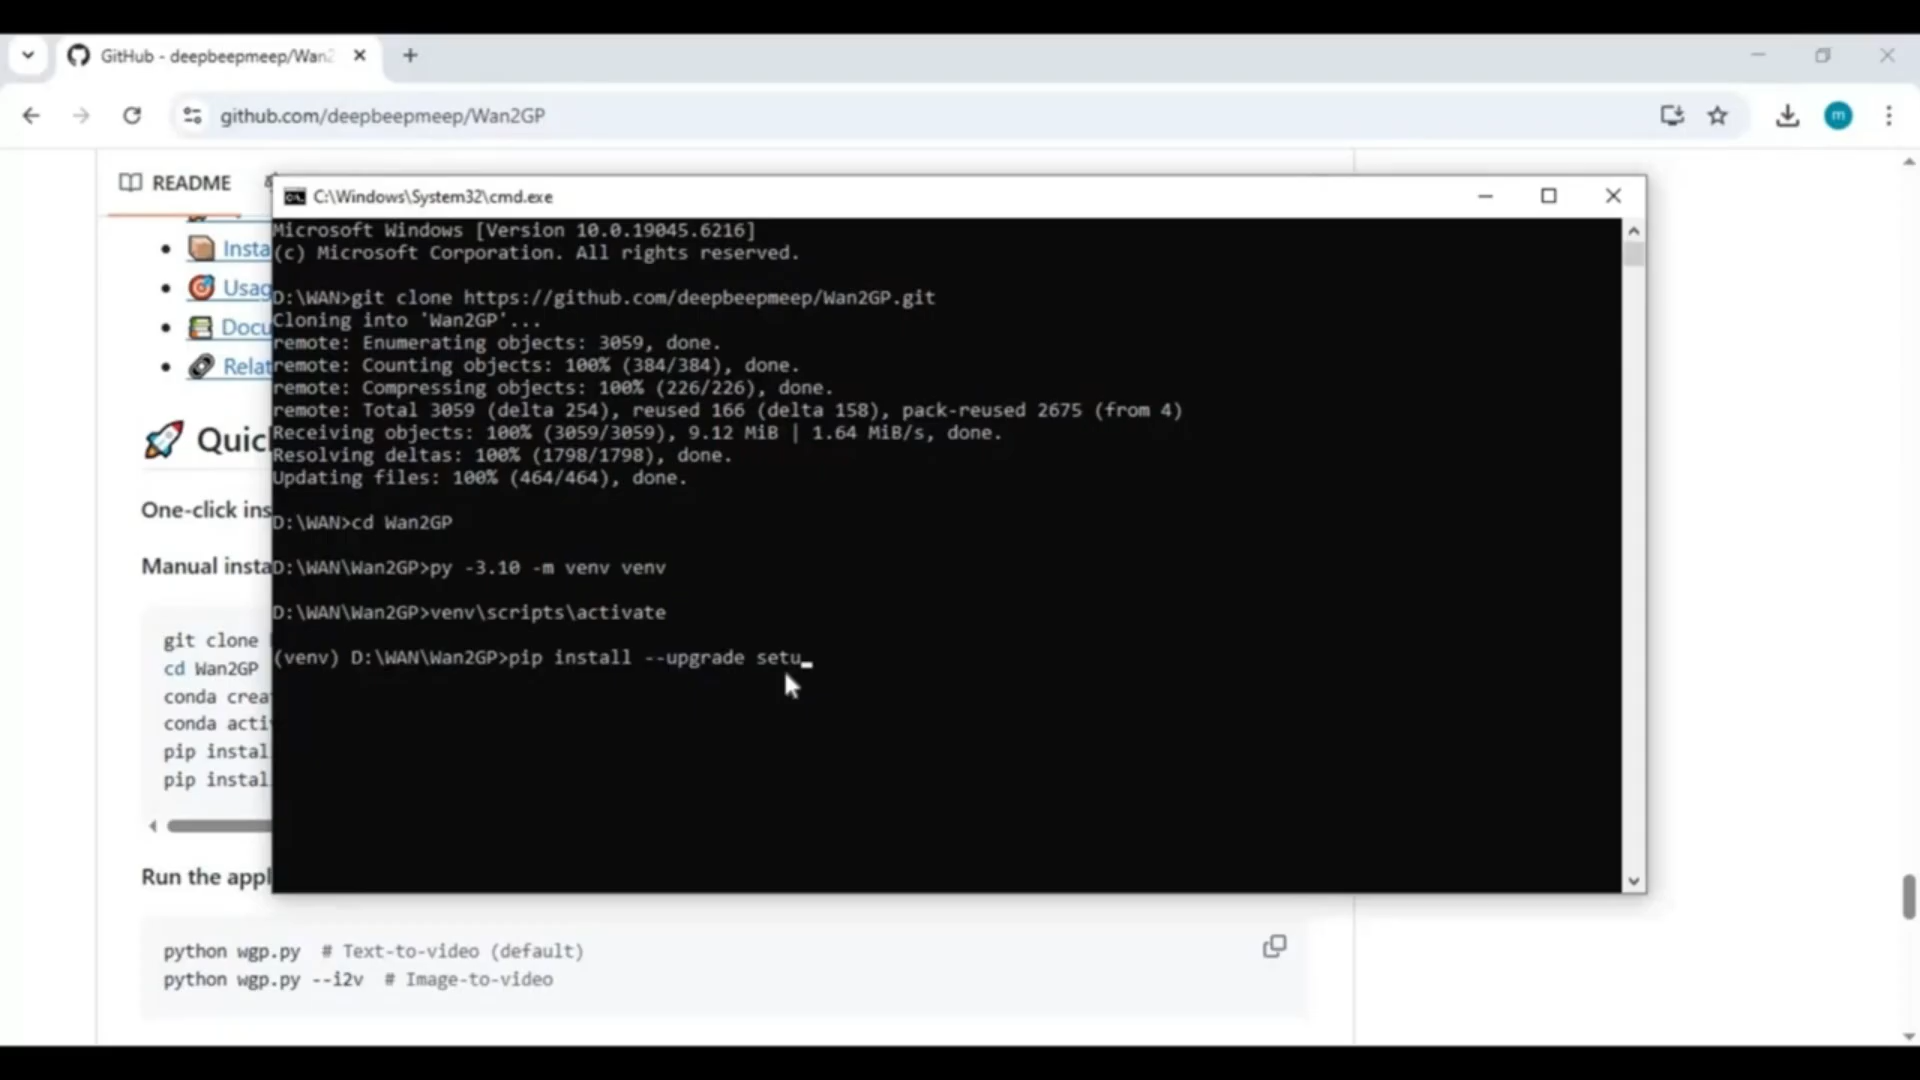 GitHub - deepbeepmeep/Wan2
github.com/deepbeepmeep/Wan2GP
m
README
C:\Windows\System32\cmd.exe
Microsoft Windows [Version 10.0.19045.6216]
(c) Microsoft Corporation. All rights reserved.
D:\WAN>git clone https://github.com/deepbeepmeep/Wan2GP.git
Cloning into 'Wan2GP'...
remote: Enumerating objects: 3059, done.
remote: Counting objects: 100% (384/384), done.
remote: Compressing objects: 100% (226/226), done.
remote: Total 3059 (delta 254), reused 166 (delta 158), pack-reused 2675 (from 4)
Receiving objects: 100% (3059/3059), 9.12 MiB | 1.64 MiB/s, done.
Resolving deltas: 100% (1798/1798), done.
Updating files: 100% (464/464), done.
D:\WAN>cd Wan2GP
D:\WAN\Wan2GP>py -3.10 -m venv venv
D:\WAN\Wan2GP>venv\scripts\activate
(venv) D:\WAN\Wan2GP>pip install --upgrade setu
Insta
Usag
Docu
Relat
Quic
One-click ins
Manual insta
git clone
cd Wan2GP
conda crea
conda acti
pip instal
pip instal
Run the appl
python wgp.py # Text-to-video (default)
python wgp.py --i2v # Image-to-video